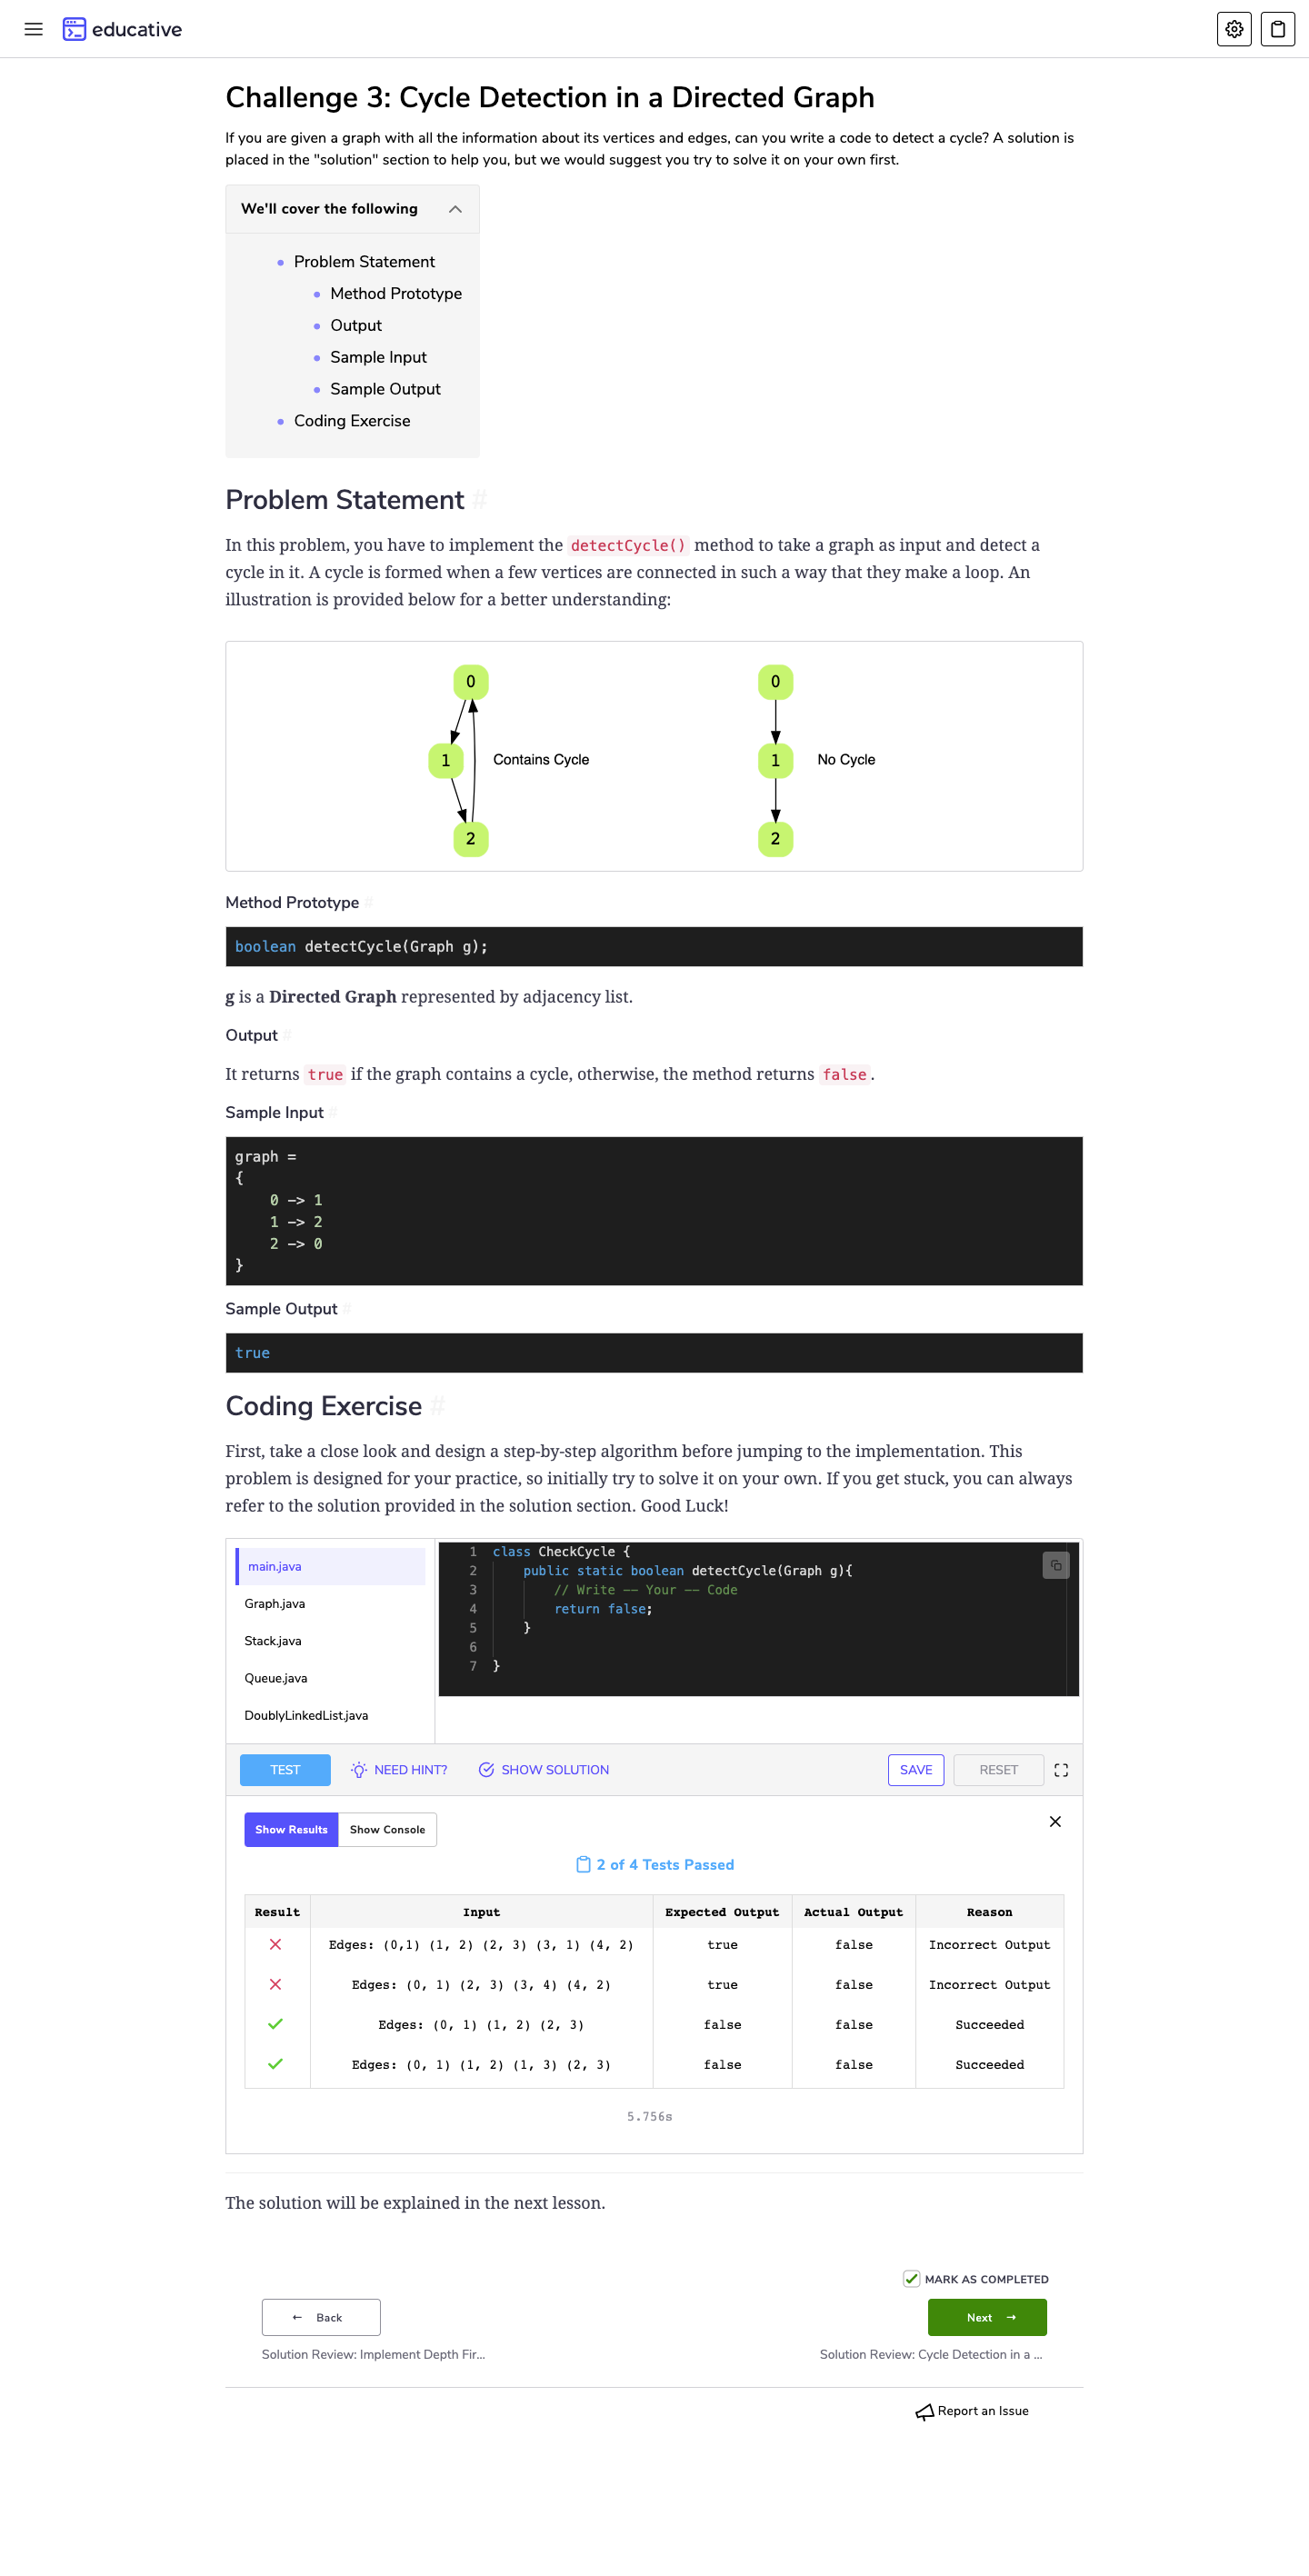 educative
Challenge 3: Cycle Detection in a Directed Graph
If you are given a graph with all the information about its vertices and edges, can you write a code to detect a cycle? A solution is
placed in the "solution" section to help you, but we would suggest you try to solve it on your own first.
We'll cover the following
Problem Statement
Method Prototype
Output
Sample Input
Sample Output
Coding Exercise
Problem Statement #
In this problem, you have to implement the detectCycle() method to take a graph as input and detect a
cycle in it. A cycle is formed when a few vertices are connected in such a way that they make a loop. An
illustration is provided below for a better understanding:
0 0
1 Contains Cycle 1 No Cycle
2 2
Method Prototype #
boolean detectCycle(Graph g);
g is a Directed Graph represented by adjacency list.
Output #
It returns true if the graph contains a cycle, otherwise, the method returns false.
Sample Input #
graph =
{
0 -> 1
1 -> 2
2 -> 0
}
Sample Output #
true
Coding Exercise #
First, take a close look and design a step-by-step algorithm before jumping to the implementation. This
problem is designed for your practice, so initially try to solve it on your own. If you get stuck, you can always
refer to the solution provided in the solution section. Good Luck!
main.java
Graph.java
Stack.java
Queue.java
DoublyLinkedList.java
1 class CheckCycle {
2 public static boolean detectCycle(Graph g){
3 // Write -- Your -- Code
4 return false;
5 }
6
7 }
TEST NEED HINT? SHOW SOLUTION SAVE RESET
Show Results Show Console
2 of 4 Tests Passed
Result Input Expected Output Actual Output Reason
Edges: (0,1) (1, 2) (2, 3) (3, 1) (4, 2) true false Incorrect Output
Edges: (0, 1) (2, 3) (3, 4) (4, 2) true false Incorrect Output
Edges: (0, 1) (1, 2) (2, 3) false false Succeeded
Edges: (0, 1) (1, 2) (1, 3) (2, 3) false false Succeeded
5.756s
The solution will be explained in the next lesson.
MARK AS COMPLETED
← Back Next →
Solution Review: Implement Depth Fir... Solution Review: Cycle Detection in a ...
Report an Issue